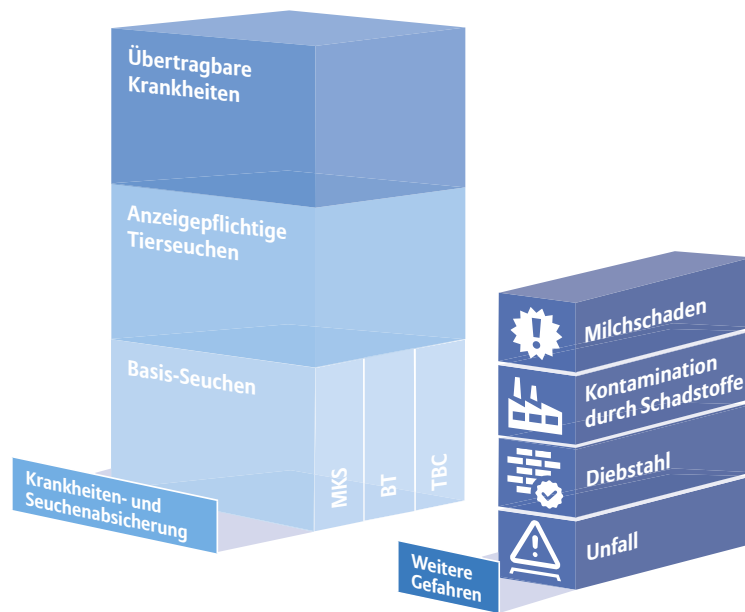 Übertragbare
Krankheiten
Anzeigepflichtige
Tierseuchen
Basis-Seuchen
MKS
BT
TBC
Krankheiten- und
Seuchenabsicherung
Milchschaden
Kontamination
durch Schadstoffe
Diebstahl
Unfall
Weitere
Gefahren